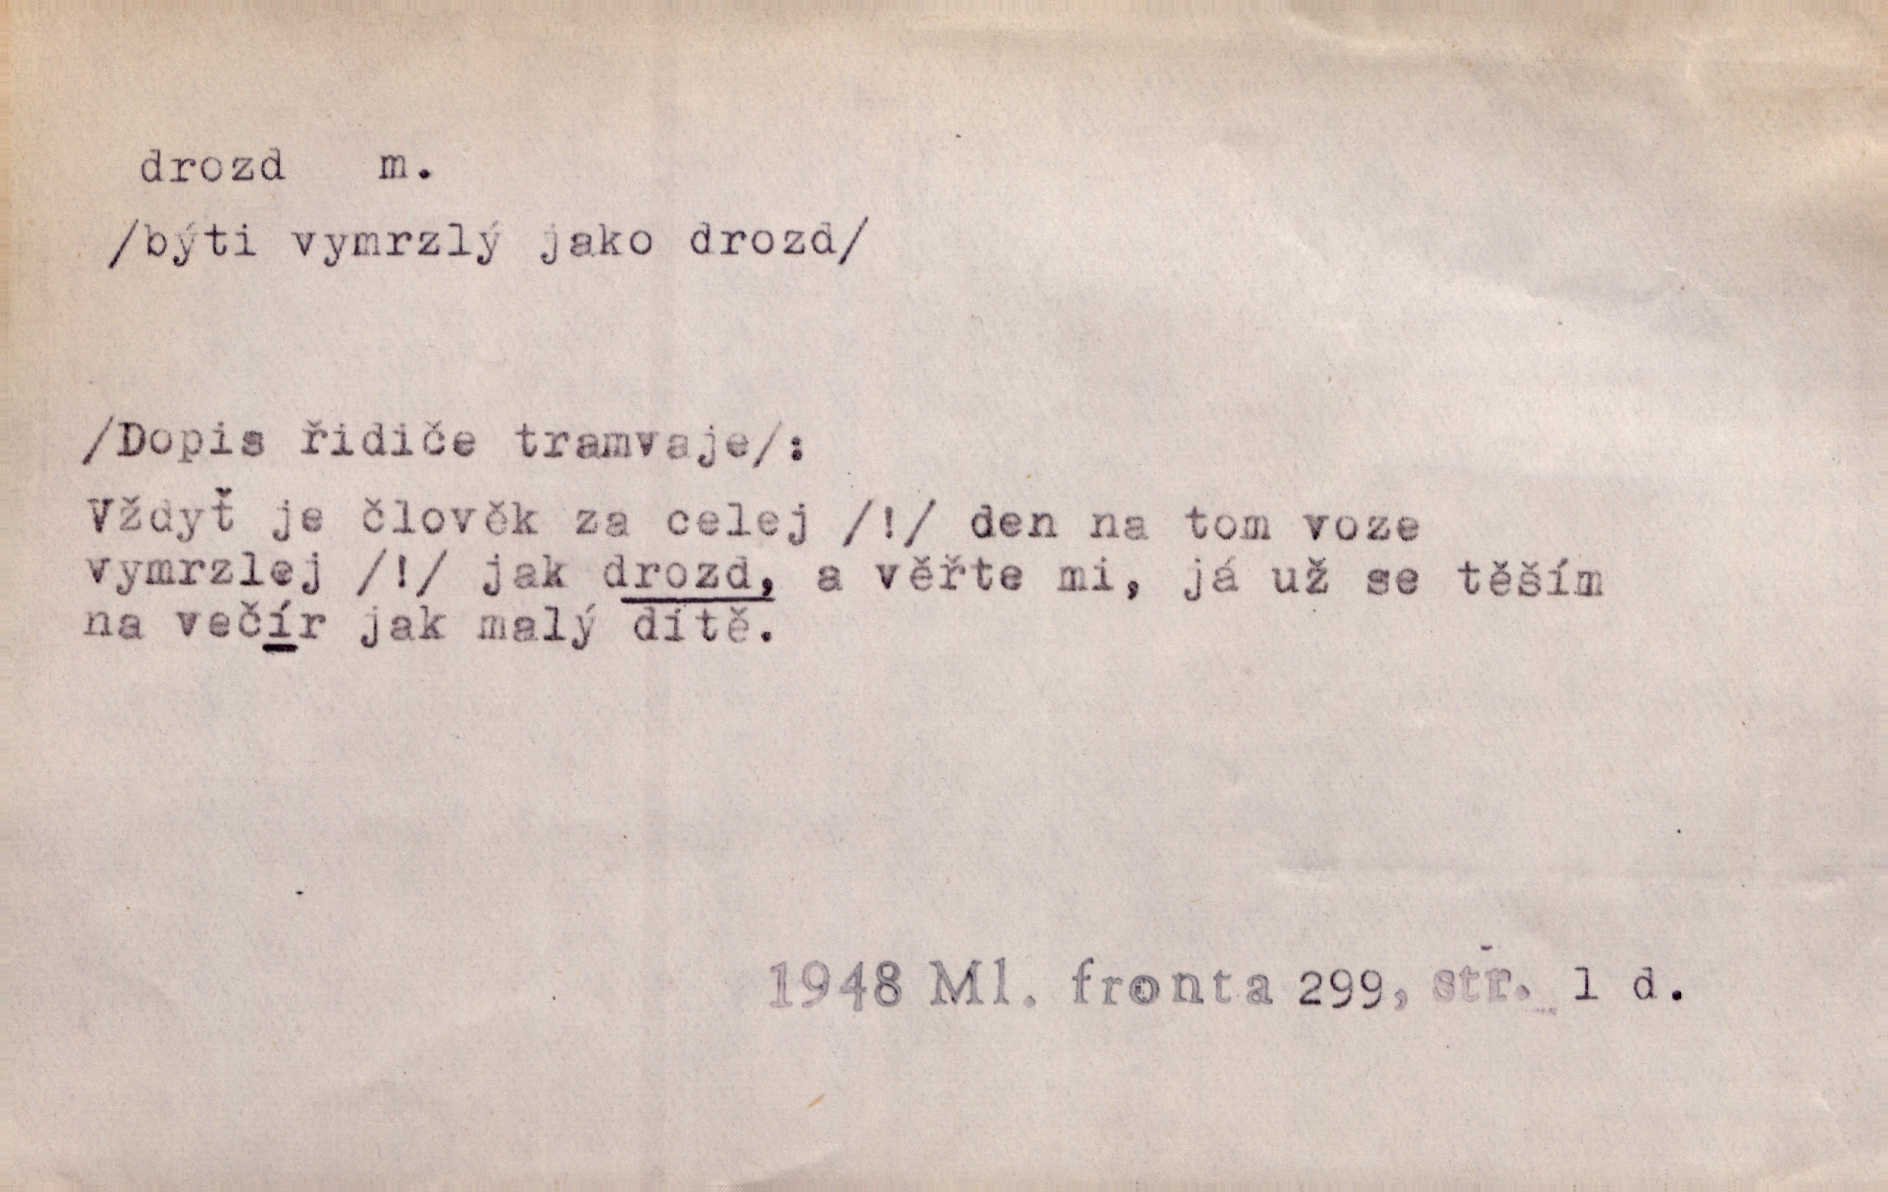 drozd m.
/býti vymrzlý jako drozd/
/Dopis řidiče tramvaje/:
Vždyť je člověk za celej /!/ den na tom voze
vymrzlej /!/ jak drozd, a věřte mi, já už se těším
na večír jak malý dítě.
1948 Ml. fronta 299, str. 1 d.